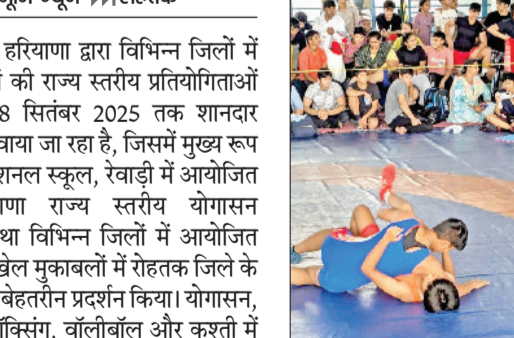 हरियाणा द्वारा विभिन्न जिलों में
की राज्य स्तरीय प्रतियोगिताओं
8 सितंबर 2025 तक शानदार
जा रहा है, जिसमें मुख्य रूप
स्कूल, रेवाड़ी में आयोजित
राज्य स्तरीय योगासन
विभिन्न जिलों में आयोजित
मुकाबलों में रोहतक जिले के
बेहतरीन प्रदर्शन किया। योगासन,
वॉलीबॉल और कुश्ती में